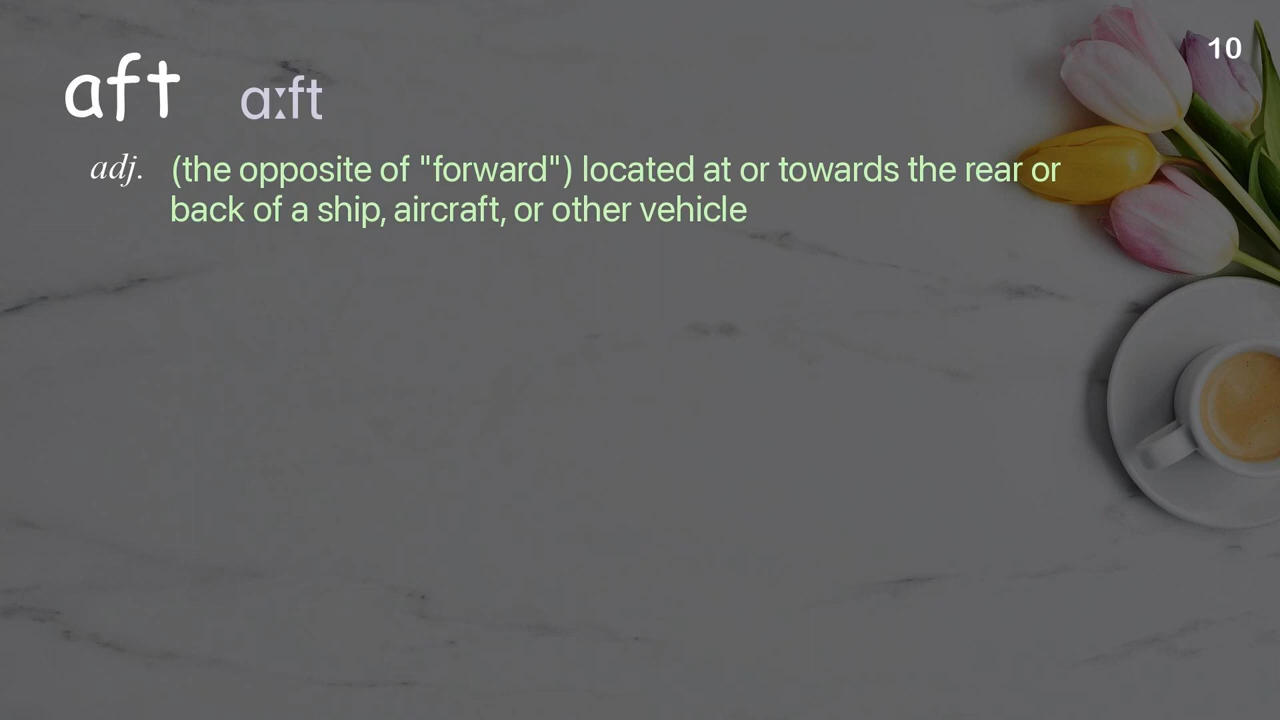 10
aft ɑːft
adj. (the opposite of "forward") located at or towards the rear or
back of a ship, aircraft, or other vehicle